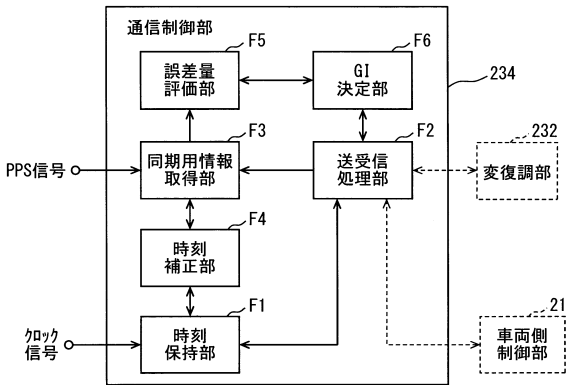 通信制御部
F5
誤差量
評価部
F6
GI
決定部
234
F3
同期用情報
取得部
F2
送受信
処理部
232
変復調部
PPS信号
F4
時刻
補正部
F1
時刻
保持部
クロック
信号
21
車両側
制御部